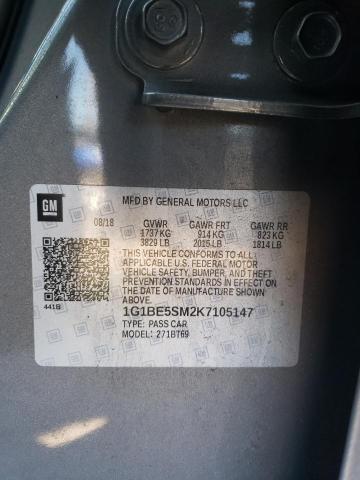 GM
MFD BY GENERAL MOTORS LLC
08/18 GVWR GAWR FRT GAWR RR
1737 KG 914 KG 823 KG
3829 LB 2015 LB 1814 LB
THIS VEHICLE CONFORMS TO ALL
APPLICABLE U.S. FEDERAL MOTOR
VEHICLE SAFETY, BUMPER, AND THEFT
PREVENTION STANDARDS IN EFFECT ON THE
DATE OF MANUFACTURE SHOWN ABOVE.
441B
1G1BE5SM2K7105147
TYPE: PASS CAR
MODEL: 271BT69